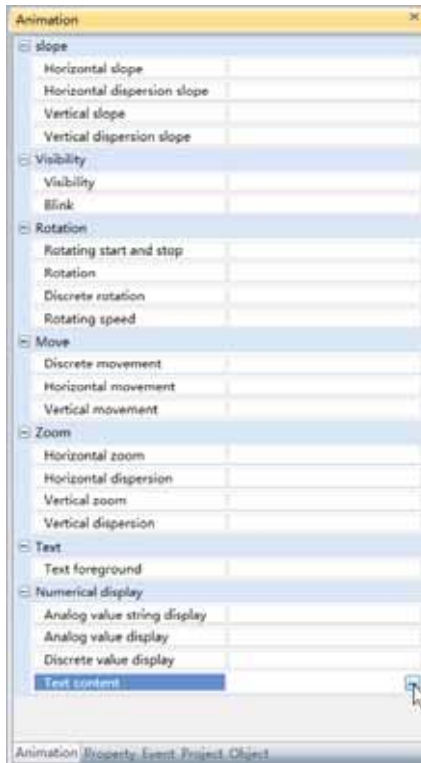 Animation
slope
Horizontal slope
Horizontal dispersion slope
Vertical slope
Vertical dispersion slope
Visibility
Visibility
Blink
Rotation
Rotating start and stop
Rotation
Discrete rotation
Rotating speed
Move
Discrete movement
Horizontal movement
Vertical movement
Zoom
Horizontal zoom
Horizontal dispersion
Vertical zoom
Vertical dispersion
Text
Text foreground
Numerical display
Analog value string display
Analog value display
Discrete value display
Text content
Animation Property Event Project Object